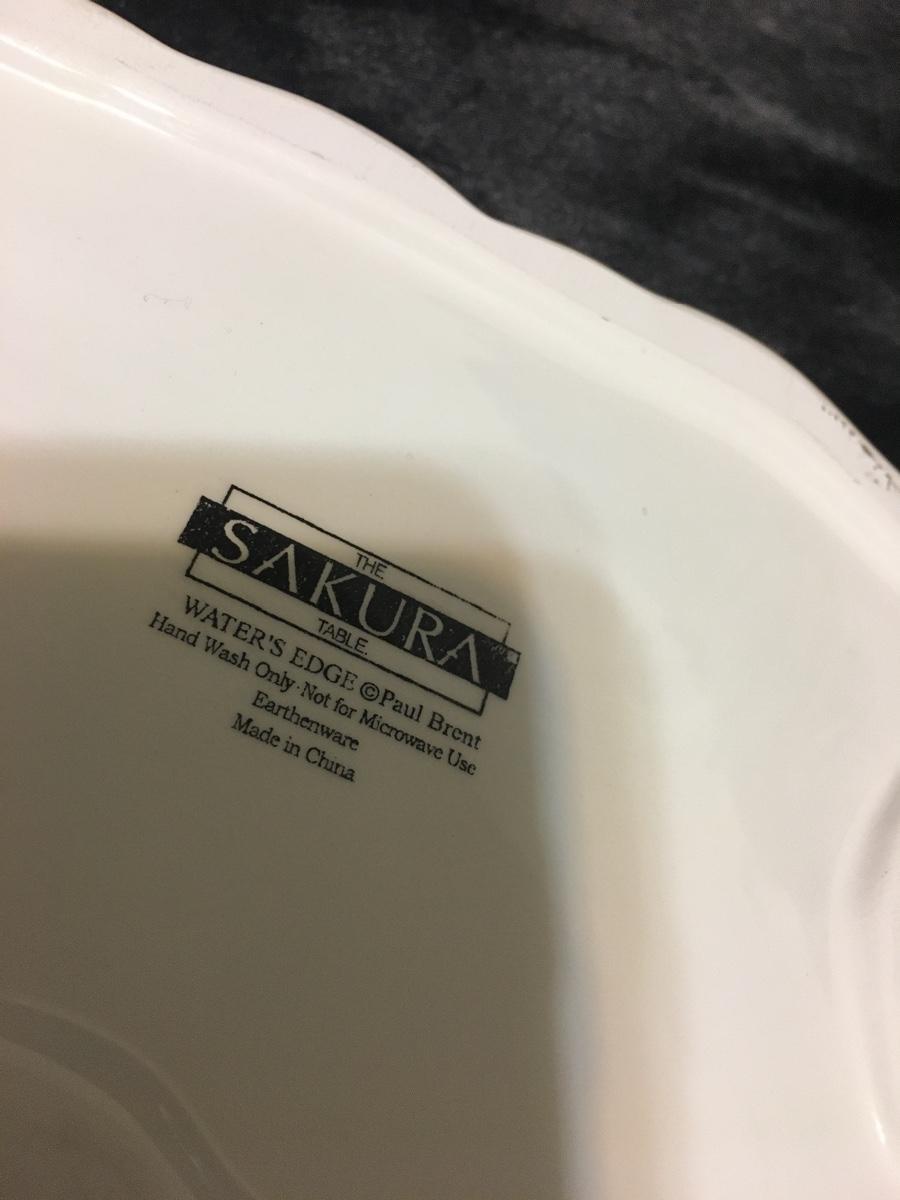 THE
SAKURA
TABLE.
WATER'S EDGE ©Paul Brent
Hand Wash Only·Not for Microwave Use
Earthenware
Made in China